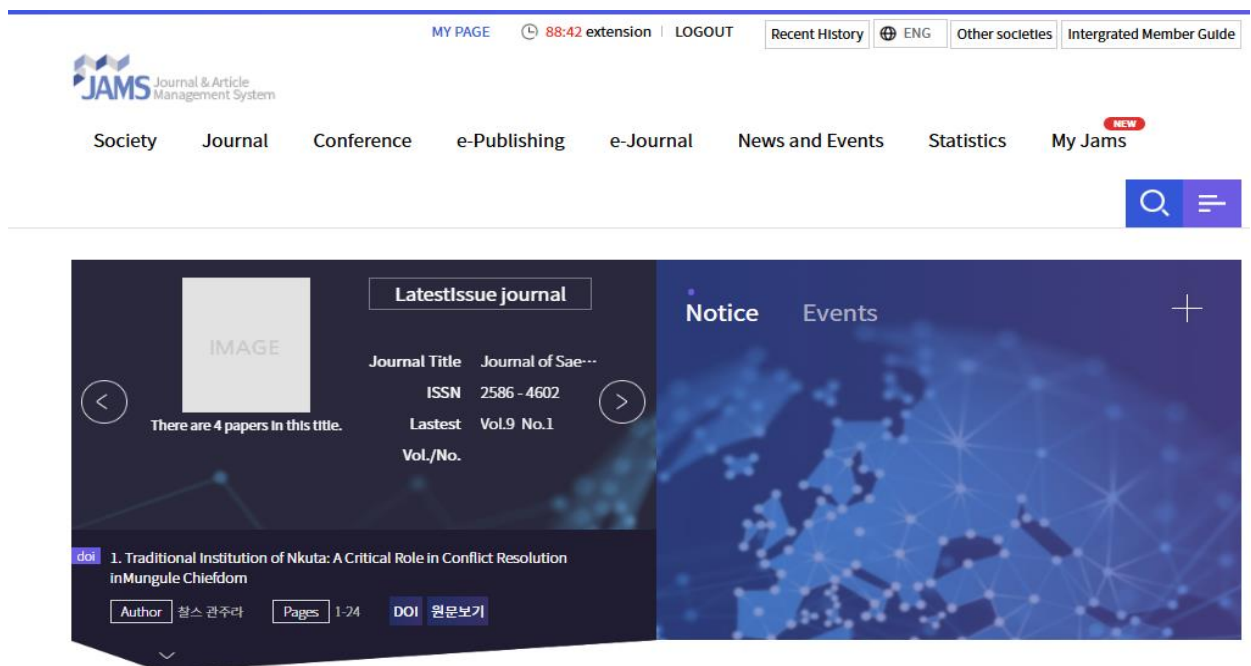 MY PAGE 88:42 extension LOGOUT Recent History ENG Other societies Intergrated Member Guide
JAMS Journal & Article
Management System
NEW
Society Journal Conference e-Publishing e-Journal News and Events Statistics My Jams
LatestIssue journal
IMAGE
Journal Title Journal of Sae···
ISSN 2586 - 4602
There are 4 papers in this title.
Lastest Vol.9 No.1
Vol./No.
Notice Events
doi 1. Traditional Institution of Nkuta: A Critical Role in Conflict Resolution
inMungule Chiefdom
Author 찰스 관주라 Pages 1-24 DOI 원문보기